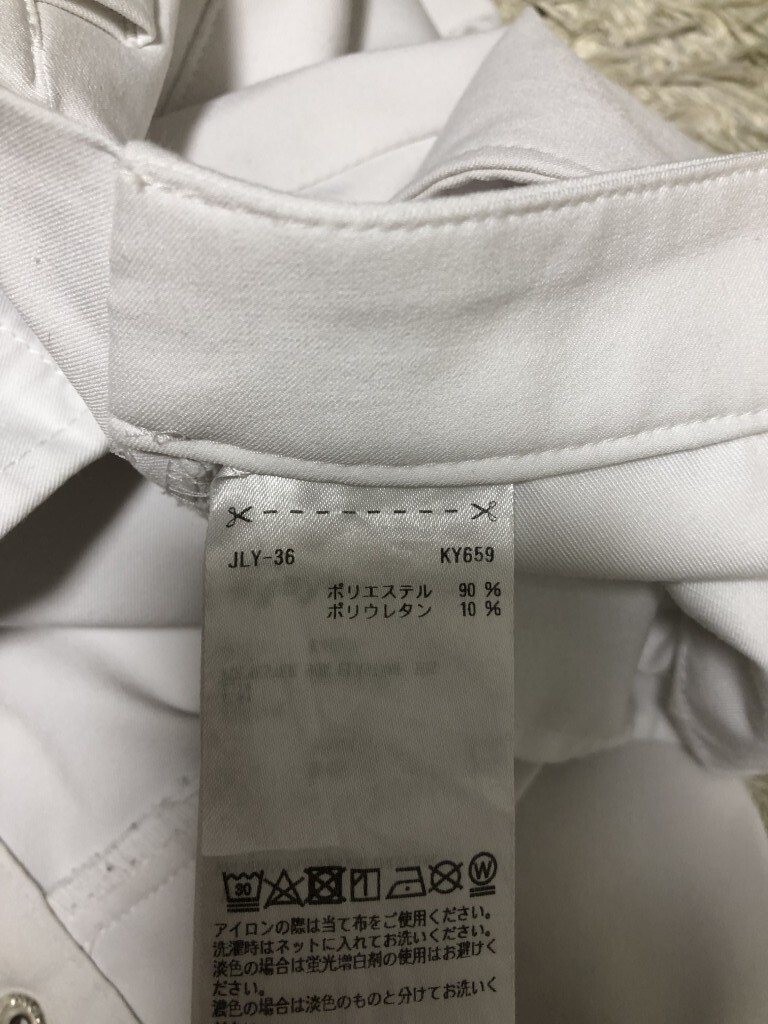 JLY-36 KY659
ポリエステル 90 %
ポリウレタン 10 %
30 W
アイロンの際は当て布をご使用ください。
洗濯時はネットに入れてお洗いください。
淡色の場合は蛍光増白剤の使用はお避けく
ださい。
濃色の場合は淡色のものと分けてお洗いく